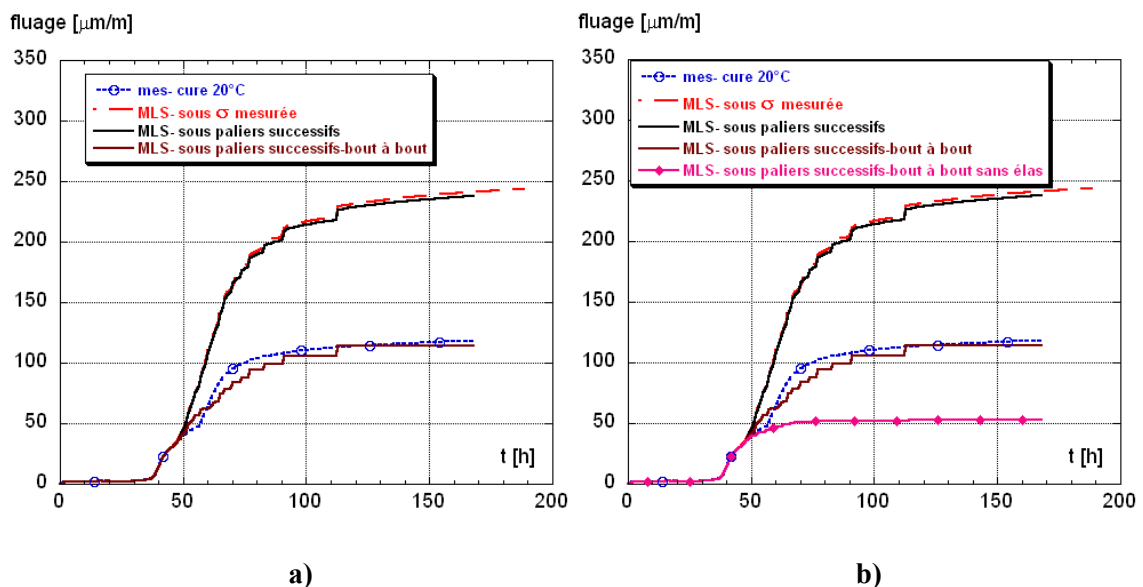 fluage [µm/m]
350
300
250
200
150
100
50
0
mes- cure 20°C
MLS- sous σ mesurée
MLS- sous paliers successifs
MLS- sous paliers successifs-bout à bout
t [h]
0 50 100 150 200
a)
fluage [µm/m]
350
300
250
200
150
100
50
0
mes- cure 20°C
MLS- sous σ mesurée
MLS- sous paliers successifs
MLS- sous paliers successifs-bout à bout
MLS- sous paliers successifs-bout à bout sans élas
t [h]
0 50 100 150 200
b)